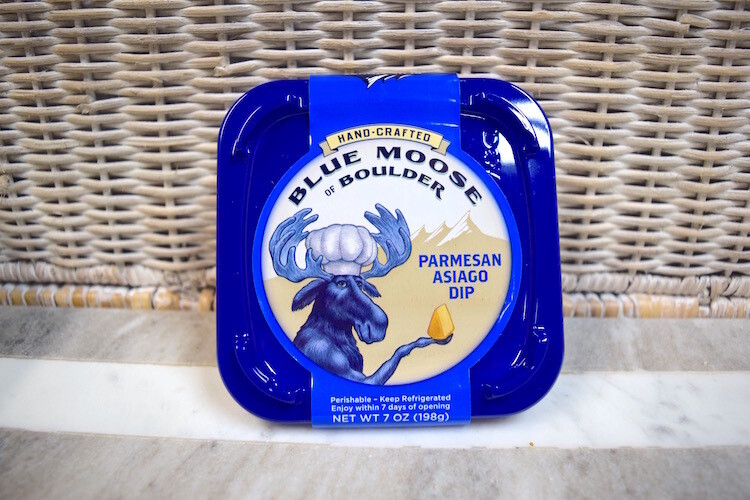 HAND-CRAFTED
BLUE MOOSE
OF BOULDER
PARMESAN
ASIAGO
DIP
Perishable - Keep Refrigerated
Enjoy within 7 days of opening
NET WT 7 OZ (198g)